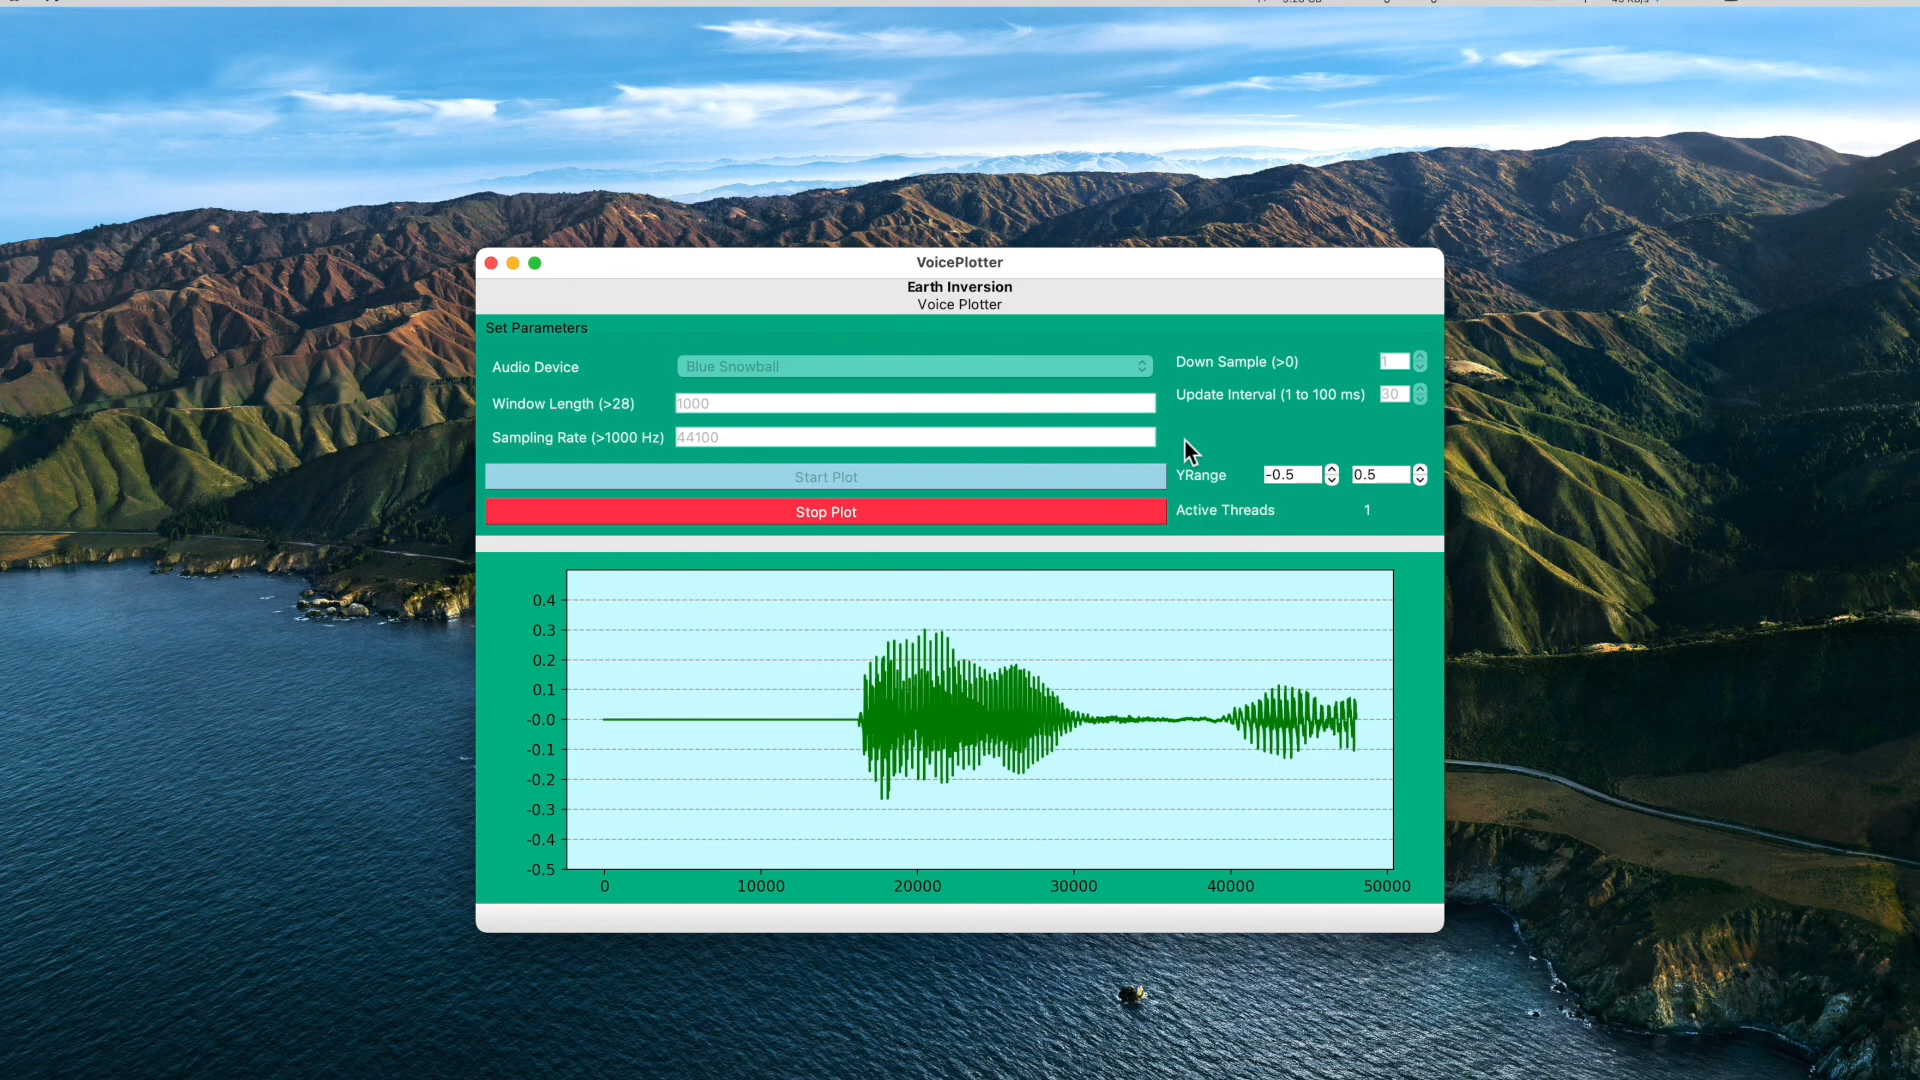 VoicePlotter
Earth Inversion
Voice Plotter
Set Parameters
Audio Device
Blue Snowball
Down Sample (>0)
1
Window Length (>28)
1000
Update Interval (1 to 100 ms)
30
Sampling Rate (>1000 Hz)
44100
Start Plot
YRange
-0.5
0.5
Stop Plot
Active Threads
1
0.4
0.3
0.2
0.1
-0.0
-0.1
-0.2
-0.3
-0.4
-0.5
0 10000 20000 30000 40000 50000